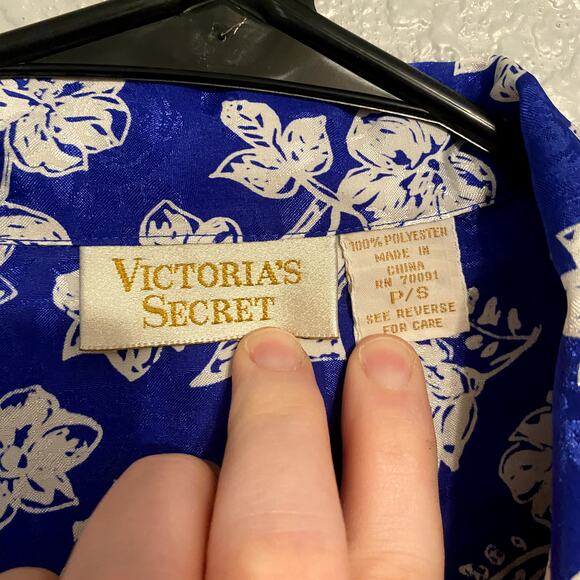 VICTORIA'S
SECRET
100% POLYESTER
MADE IN
CHINA
RN 70091
P/S
SEE REVERSE
FOR CARE